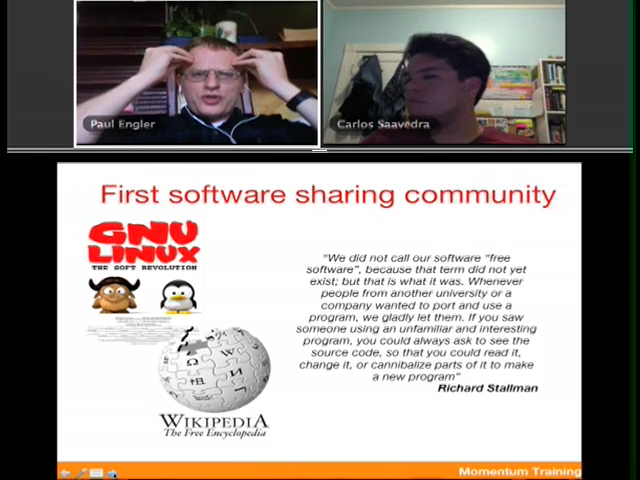 Paul Engler
Carlos Saavedra
First software sharing community
GNU
LINUX
THE SOFT REVOLUTION
"We did not call our software "free
software", because that term did not yet
exist; but that is what it was. Whenever
people from another university or a
company wanted to port and use a
program, we gladly let them. If you saw
someone using an unfamiliar and interesting
program, you could always ask to see the
source code, so that you could read it,
change it, or cannibalize parts of it to make
a new program"
Richard Stallman
WIKIPEDIA
The Free Encyclopedia
Momentum Training